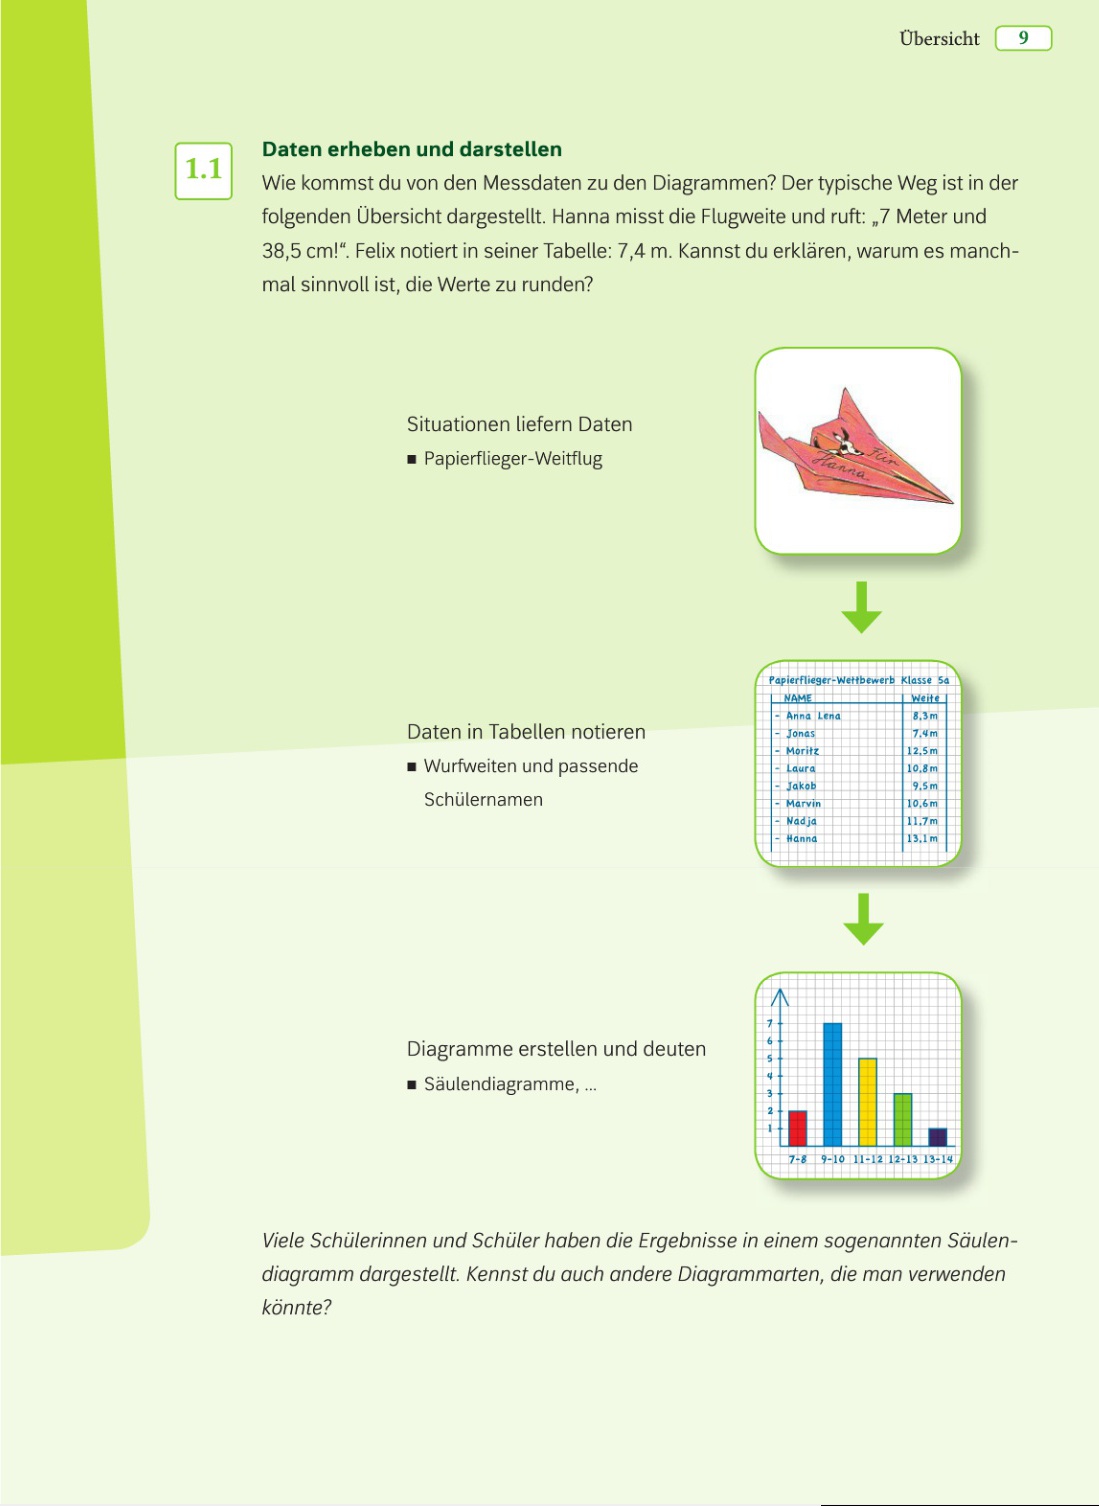 Übersicht 9
1.1
Daten erheben und darstellen
Wie kommst du von den Messdaten zu den Diagrammen? Der typische Weg ist in der
folgenden Übersicht dargestellt. Hanna misst die Flugweite und ruft: „7 Meter und
38,5 cm!“. Felix notiert in seiner Tabelle: 7,4 m. Kannst du erklären, warum es manch-
mal sinnvoll ist, die Werte zu runden?
Situationen liefern Daten
■ Papierflieger-Weitflug
Für
Hanna
Daten in Tabellen notieren
■ Wurfweiten und passende
Schülernamen
Papierflieger-Wettbewerb Klasse 5a
NAME Weite
- Anna Lena 8,3m
- Jonas 7,4m
- Moritz 12,5m
- Laura 10,8m
- Jakob 9,5m
- Marvin 10,6m
- Nadja 11,7m
- Hanna 13,1m
Diagramme erstellen und deuten
■ Säulendiagramme, ...
7
6
5
4
3
2
1
7-8 9-10 11-12 12-13 13-14
Viele Schülerinnen und Schüler haben die Ergebnisse in einem sogenannten Säulen-
diagramm dargestellt. Kennst du auch andere Diagrammarten, die man verwenden
könnte?